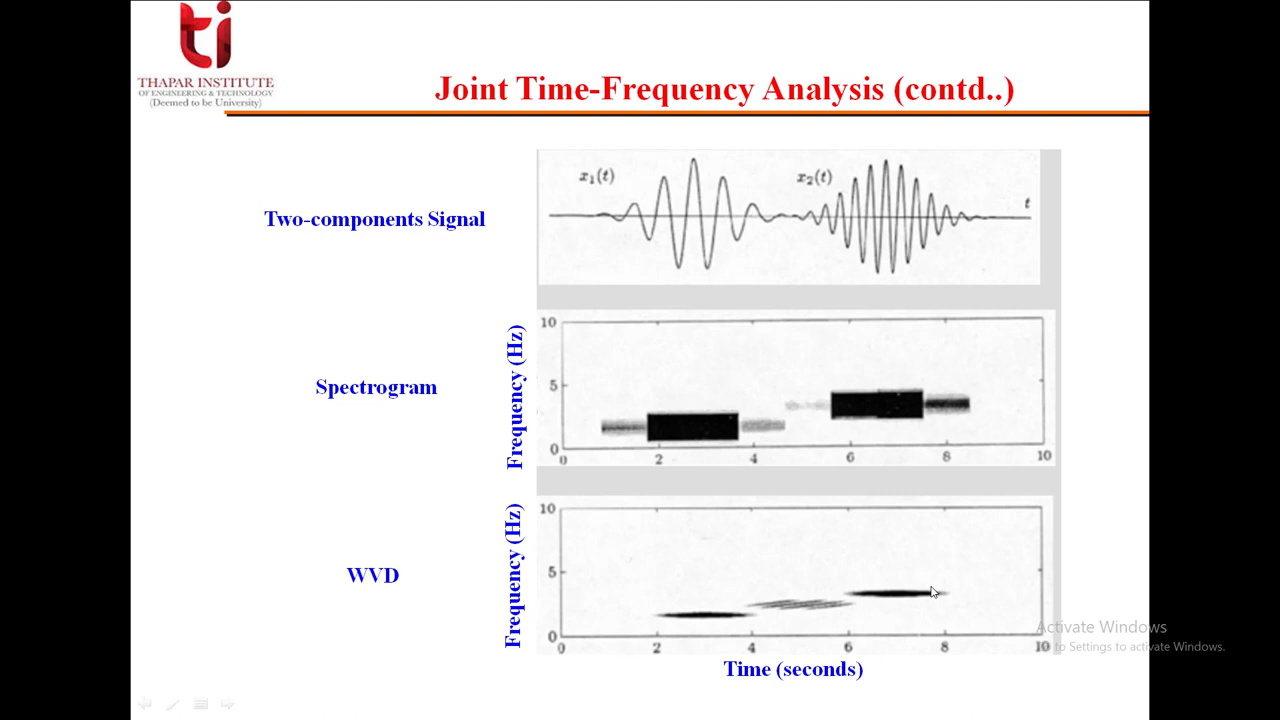 ti
THAPAR INSTITUTE
OF ENGINEERING & TECHNOLOGY
(Deemed to be University)
Joint Time-Frequency Analysis (contd..)
Two-components Signal
x₁(t)
x₂(t)
t
Spectrogram
Frequency (Hz)
10
5
0
0 2 4 6 8 10
WVD
Frequency (Hz)
10
5
0
0 2 4 6 8 10
Time (seconds)
Activate Windows
to Settings to activate Windows.